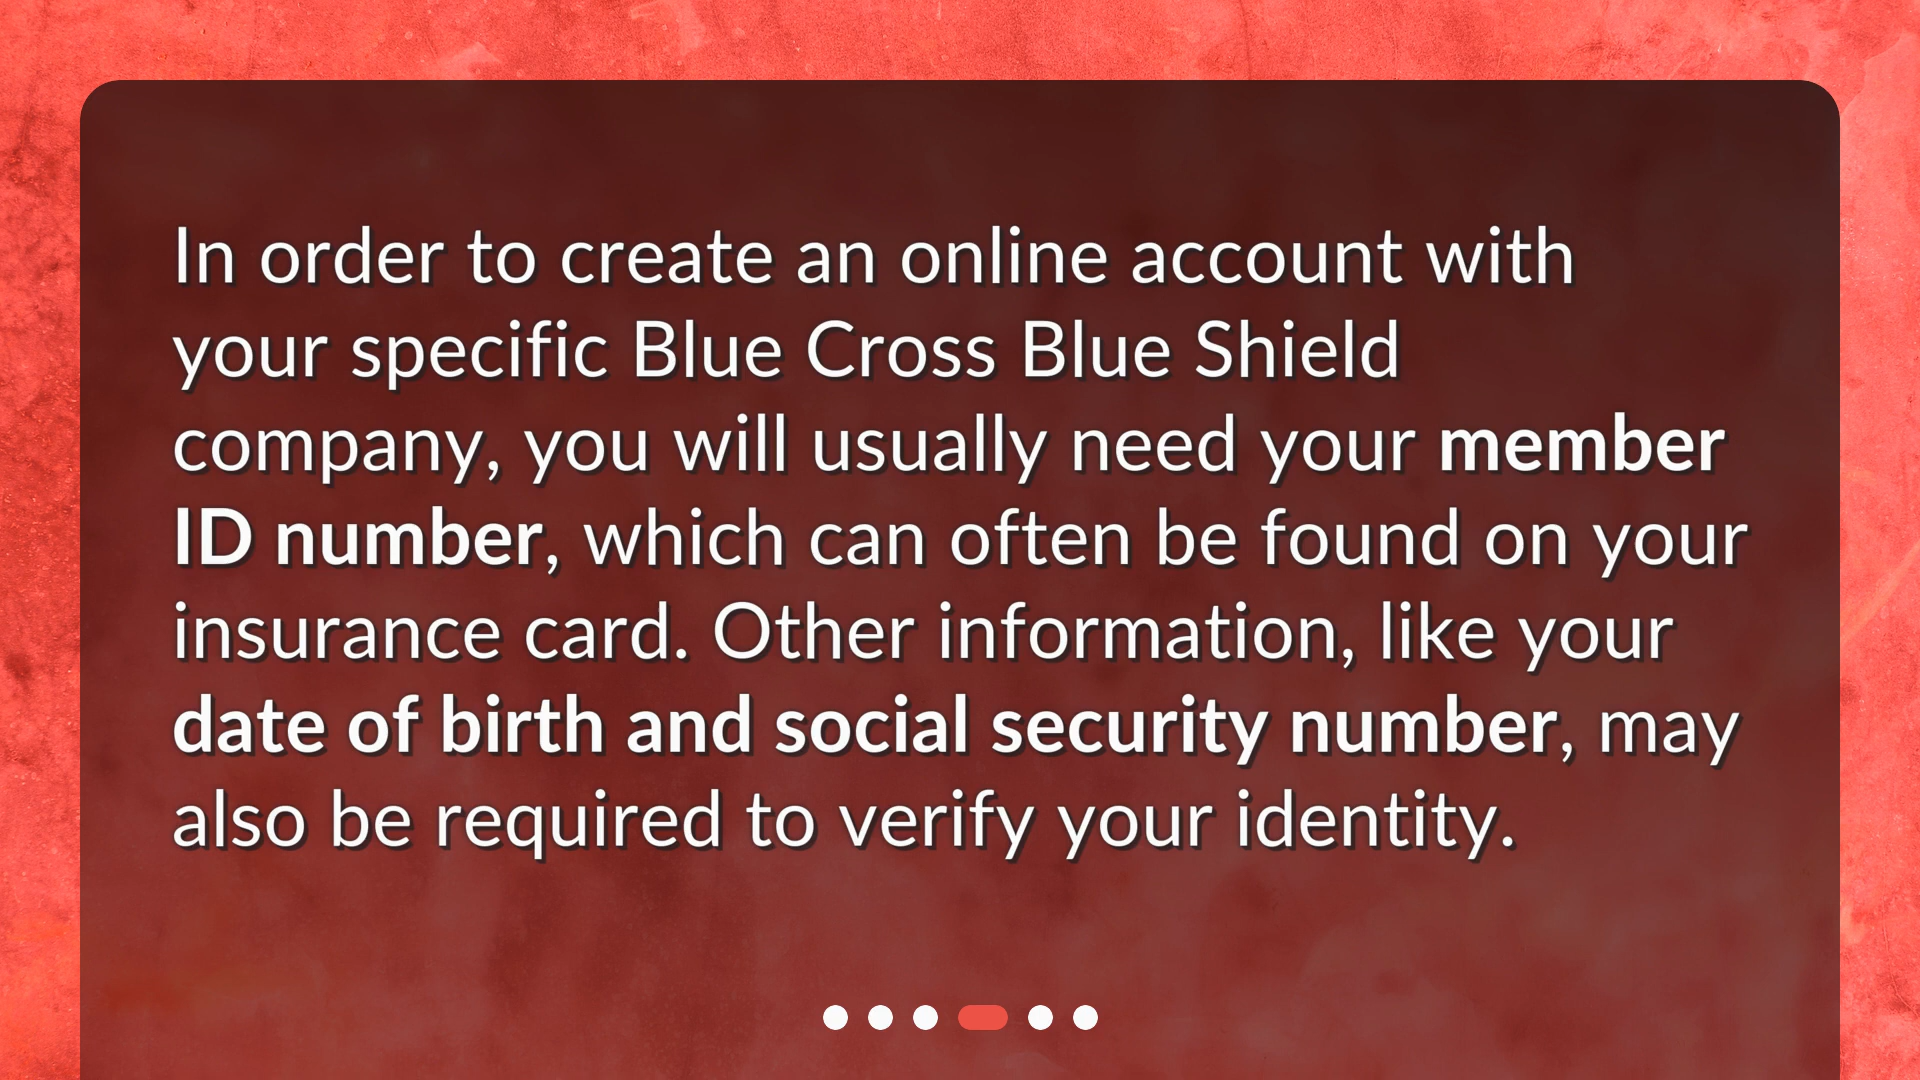 In order to create an online account with
your specific Blue Cross Blue Shield
company, you will usually need your member
ID number, which can often be found on your
insurance card. Other information, like your
date of birth and social security number, may
also be required to verify your identity.